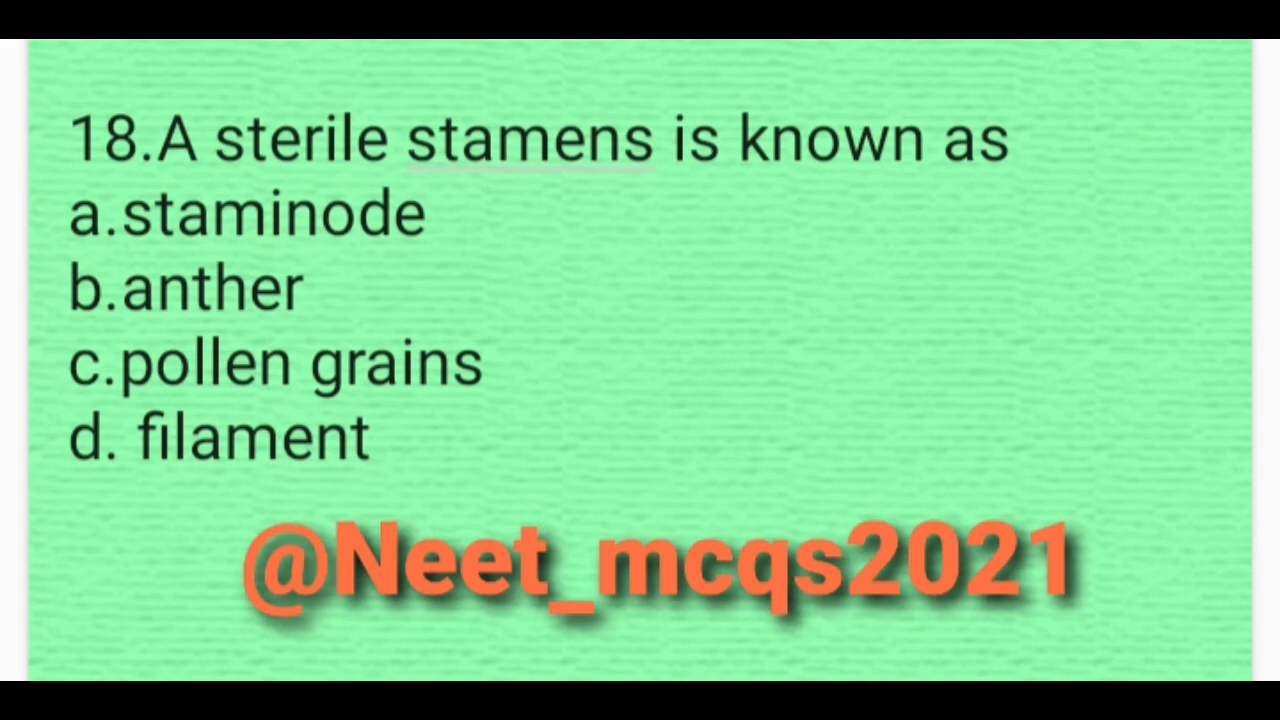 18.A sterile stamens is known as
a.staminode
b.anther
c.pollen grains
d. filament
@Neet_mcqs2021